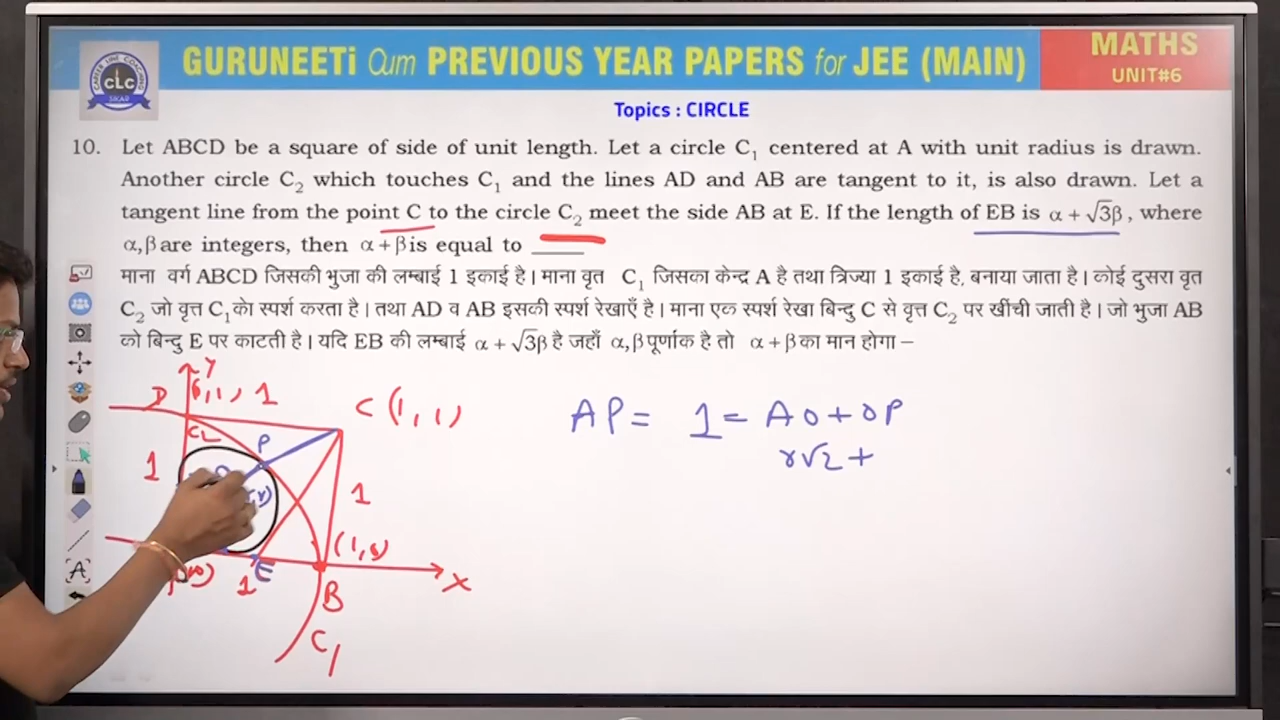 GURUNEETi Cum PREVIOUS YEAR PAPERS for JEE (MAIN)
MATHS
UNIT#6
CLC
SIKAR
Topics : CIRCLE
10. Let ABCD be a square of side of unit length. Let a circle C₁ centered at A with unit radius is drawn.
Another circle C₂ which touches C₁ and the lines AD and AB are tangent to it, is also drawn. Let a
tangent line from the point C to the circle C₂ meet the side AB at E. If the length of EB is α + √3β, where
α, β are integers, then α + β is equal to ____
माना वर्ग ABCD जिसकी भुजा की लम्बाई 1 इकाई है। माना वृत C₁ जिसका केन्द्र A है तथा त्रिज्या 1 इकाई है, बनाया जाता है। कोई दुसरा वृत
C₂ जो वृत्त C₁को स्पर्श करता है। तथा AD व AB इसकी स्पर्श रेखाएँ है। माना एक स्पर्श रेखा बिन्दु C से वृत्त C₂ पर खींची जाती है। जो भुजा AB
को बिन्दु E पर काटती है। यदि EB की लम्बाई α + √3β है जहाँ α, β पूर्णाक है तो α + β का मान होगा –
Y
D
1
C (1, 1)
C2
P
1
1
(1,0)
1
E
B
X
C1
AP = 1 = AO + OP
r√2 +
A